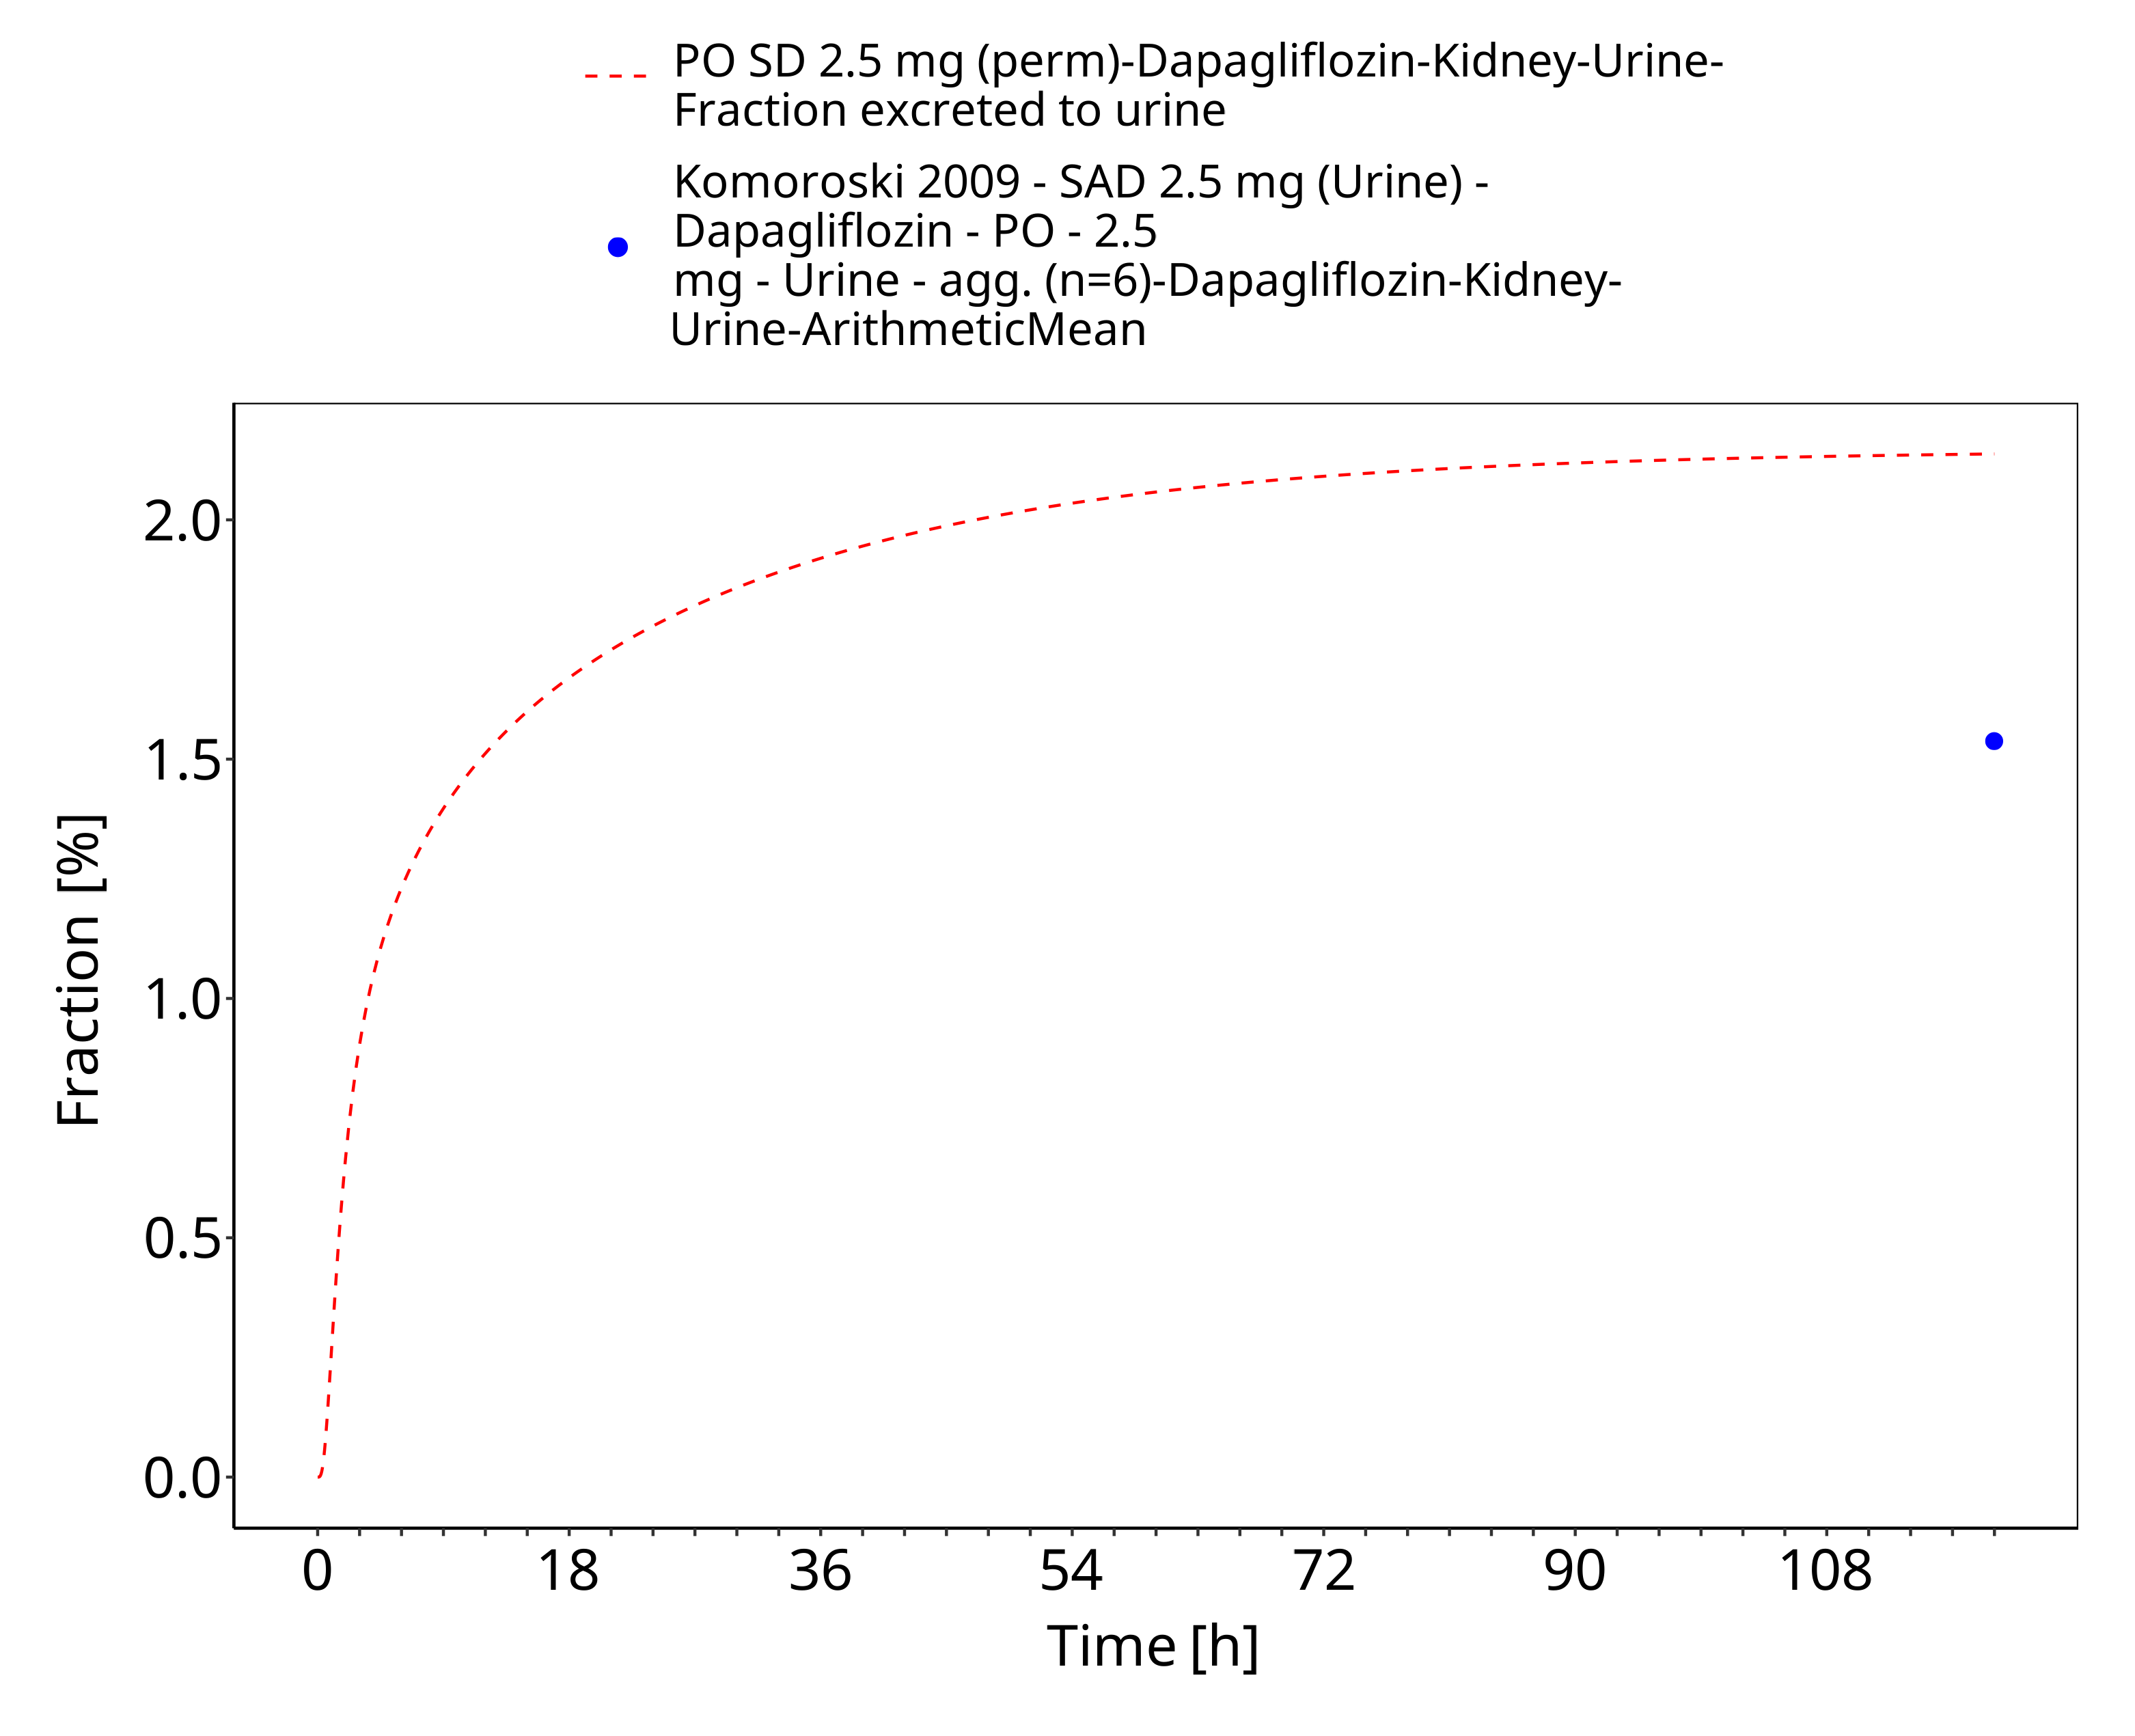 PO SD 2.5 mg (perm)-Dapagliflozin-Kidney-Urine-
Fraction excreted to urine
Komoroski 2009 - SAD 2.5 mg (Urine) -
Dapagliflozin - PO - 2.5
mg - Urine - agg. (n=6)-Dapagliflozin-Kidney-
Urine-ArithmeticMean
2.0
1.5
1.0
0.5
0.0
Fraction [%]
0 18 36 54 72 90 108
Time [h]